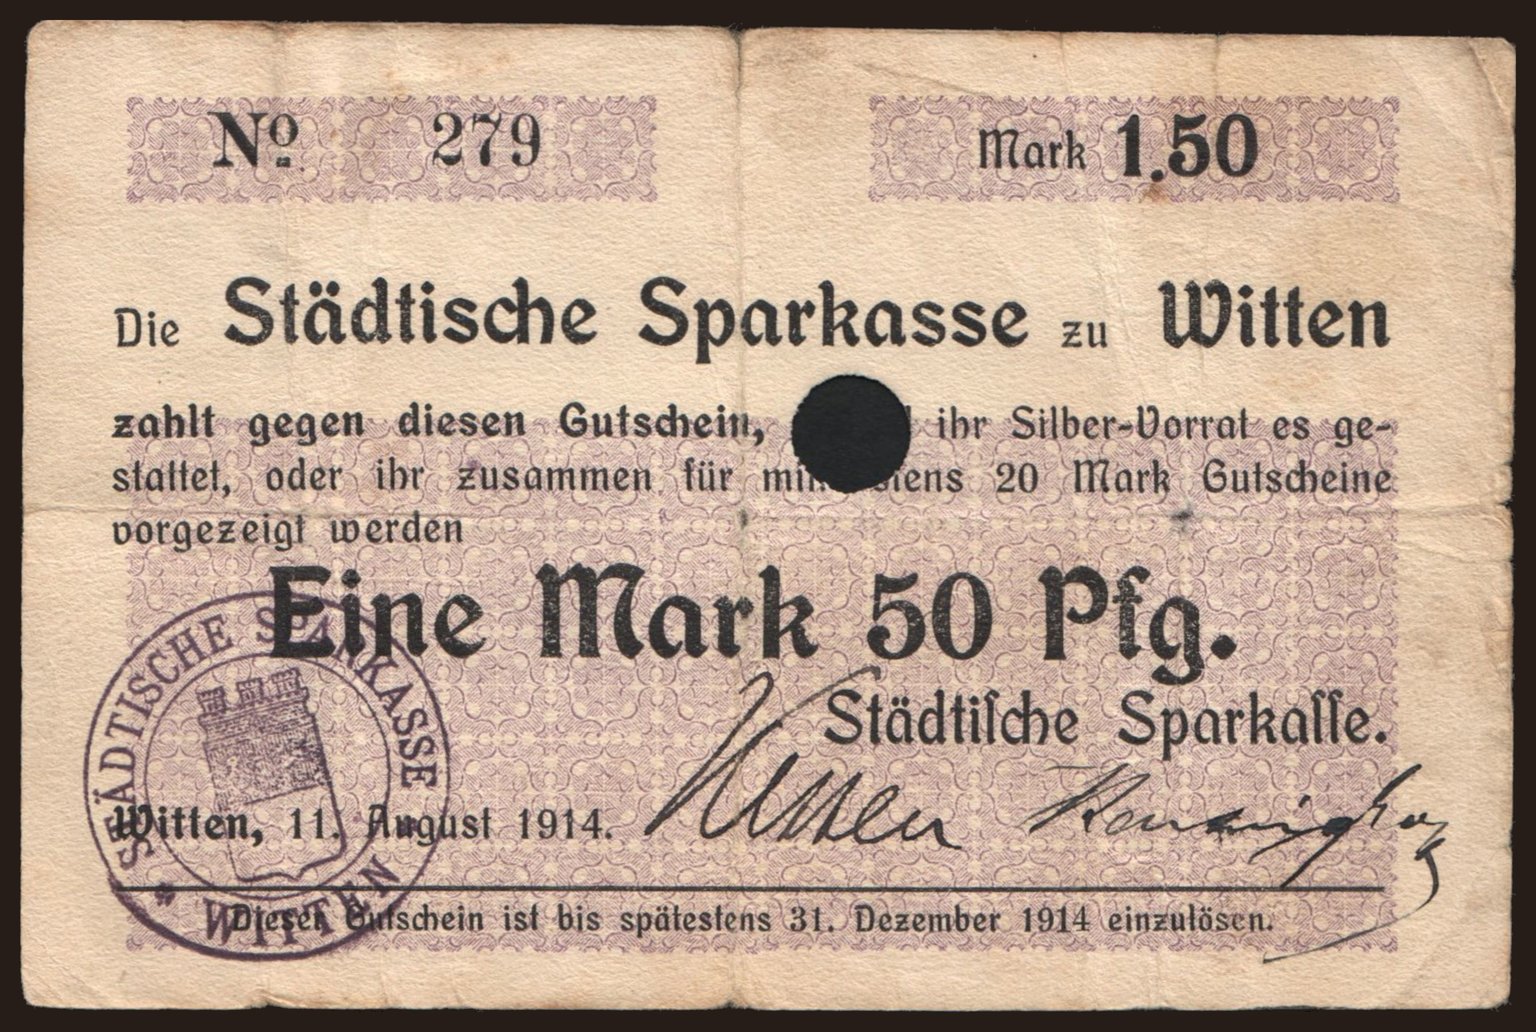 No 279 Mark 1.50
Die Städtische Sparkasse zu Witten
zahlt gegen diesen Gutschein, ihr Silber-Vorrat es ge-
stattet, oder ihr zusammen für 20 Mark Gutscheine
vorgezeigt werden
Eine Mark 50 Pfg.
Städtiſche Sparkaſſe.
Witten, 11. August 1914.
Dieser Gutschein ist bis spätestens 31. Dezember 1914 einzulösen.
STÄDTISCHE SPARKASSE
* WITTEN